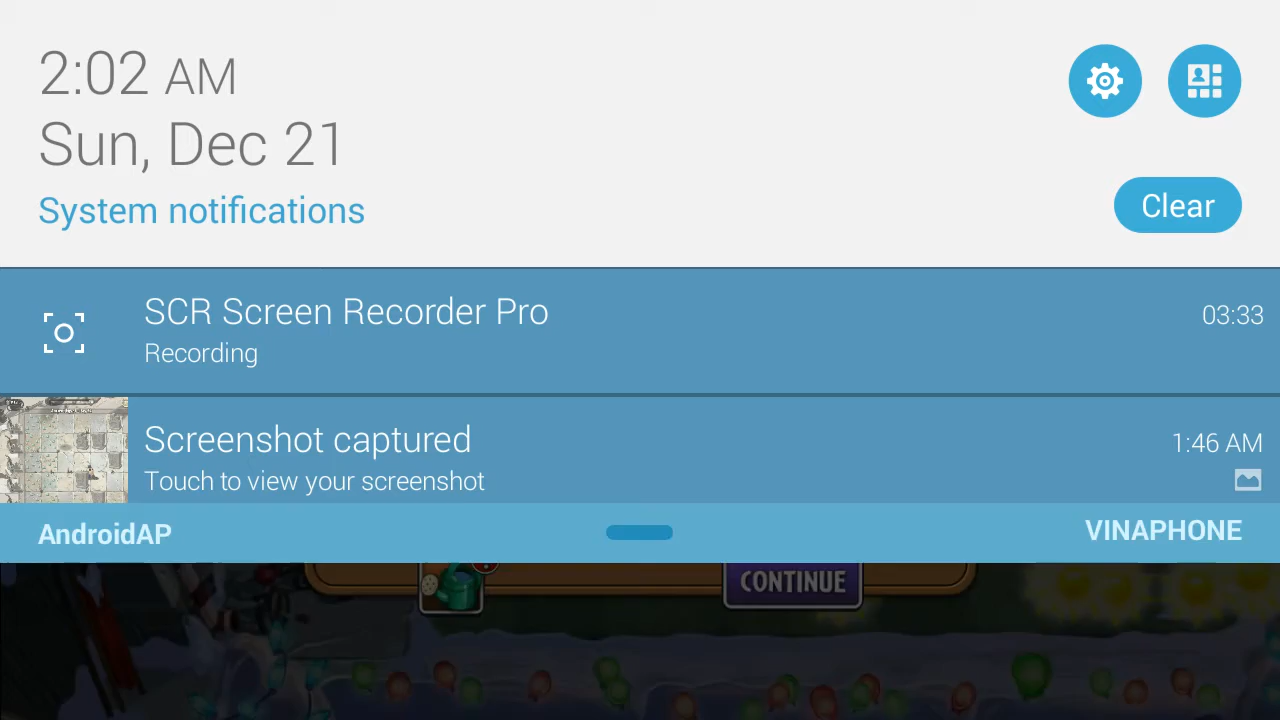 2:02 AM
Sun, Dec 21
System notifications
Clear
SCR Screen Recorder Pro
03:33
Recording
Screenshot captured
1:46 AM
Touch to view your screenshot
AndroidAP
VINAPHONE
CONTINUE